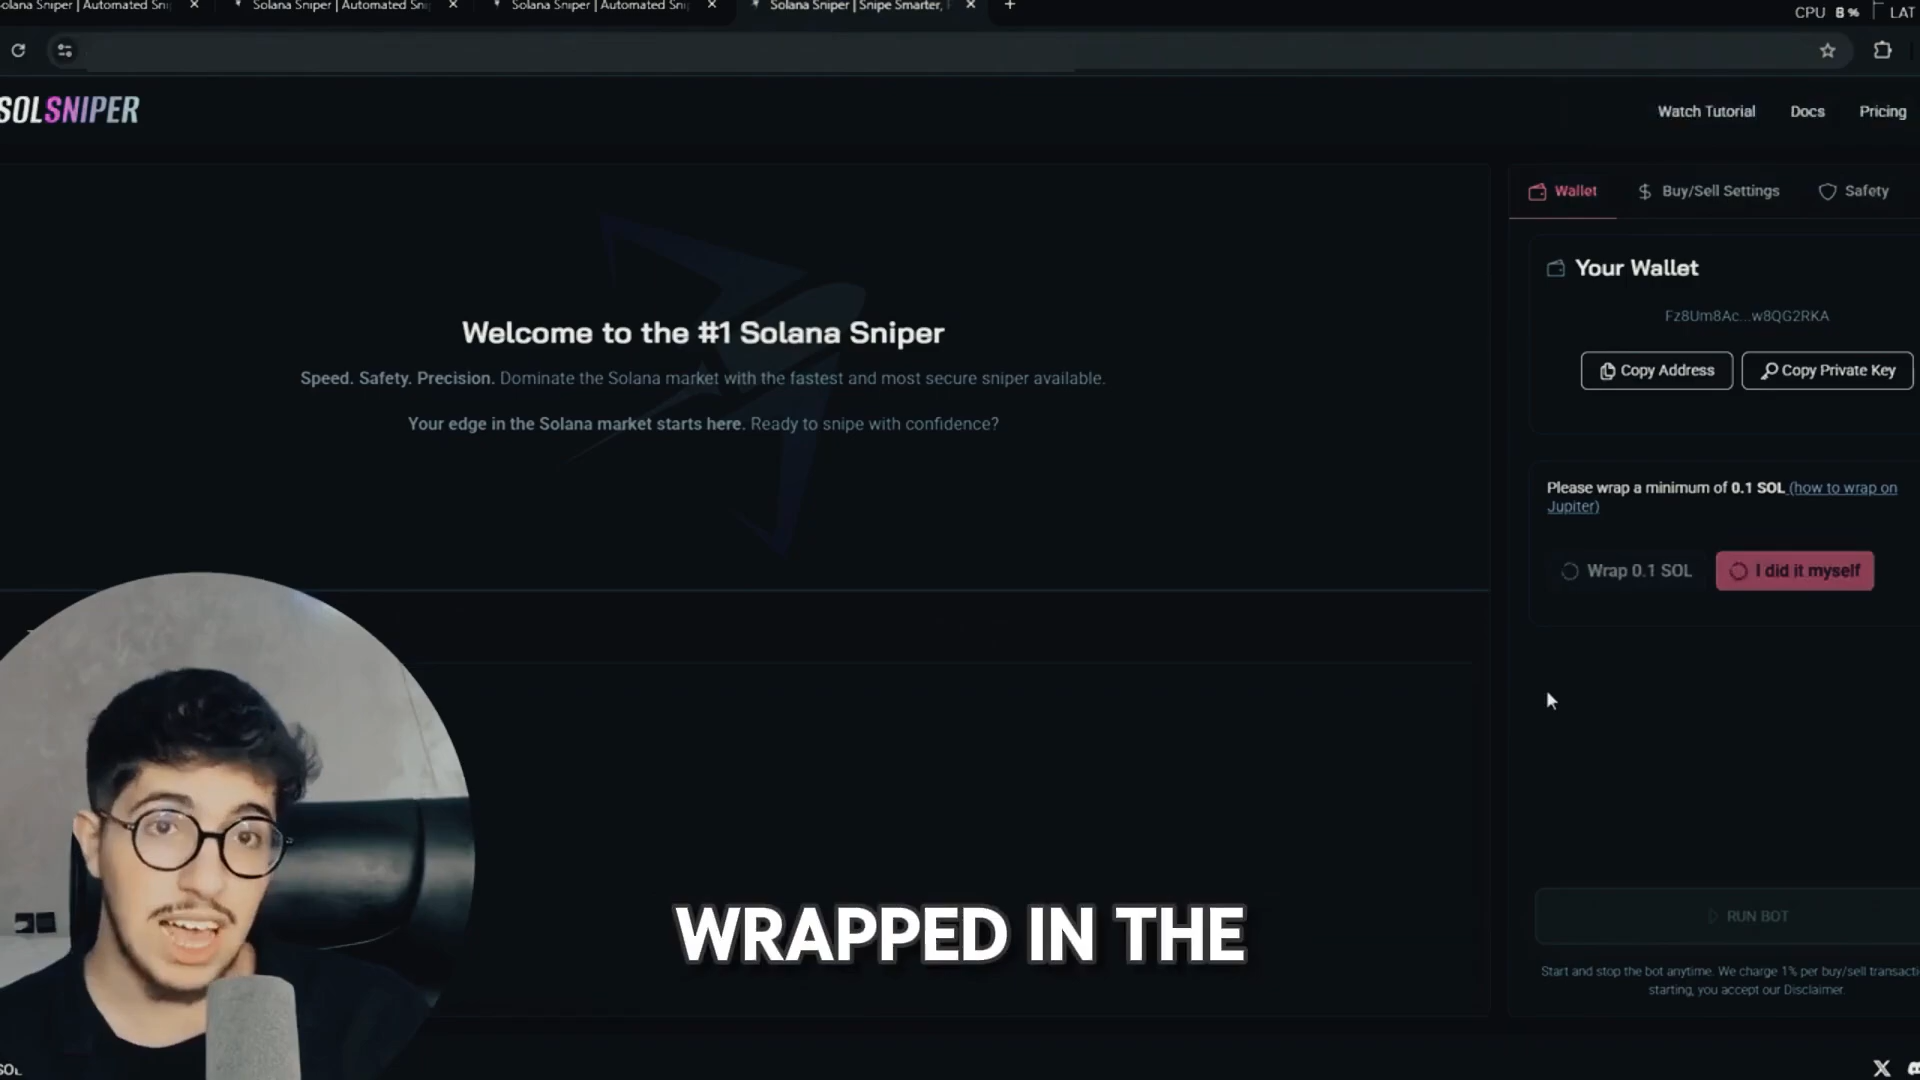 Solana Sniper | Automated Sni
Solana Sniper | Automated Sni
Solana Sniper | Automated Sni
Solana Sniper | Snipe Smarter,
CPU 8 %
LAT
SOLSNIPER
Watch Tutorial
Docs
Pricing
Wallet
Buy/Sell Settings
Safety
Your Wallet
Fz8Um8Ac...w8QG2RKA
Copy Address
Copy Private Key
Welcome to the #1 Solana Sniper
Speed. Safety. Precision. Dominate the Solana market with the fastest and most secure sniper available.
Your edge in the Solana market starts here. Ready to snipe with confidence?
Please wrap a minimum of 0.1 SOL (how to wrap on
Jupiter)
Wrap 0.1 SOL
I did it myself
WRAPPED IN THE
RUN BOT
Start and stop the bot anytime. We charge 1% per buy/sell transacti
starting, you accept our Disclaimer.
SOL